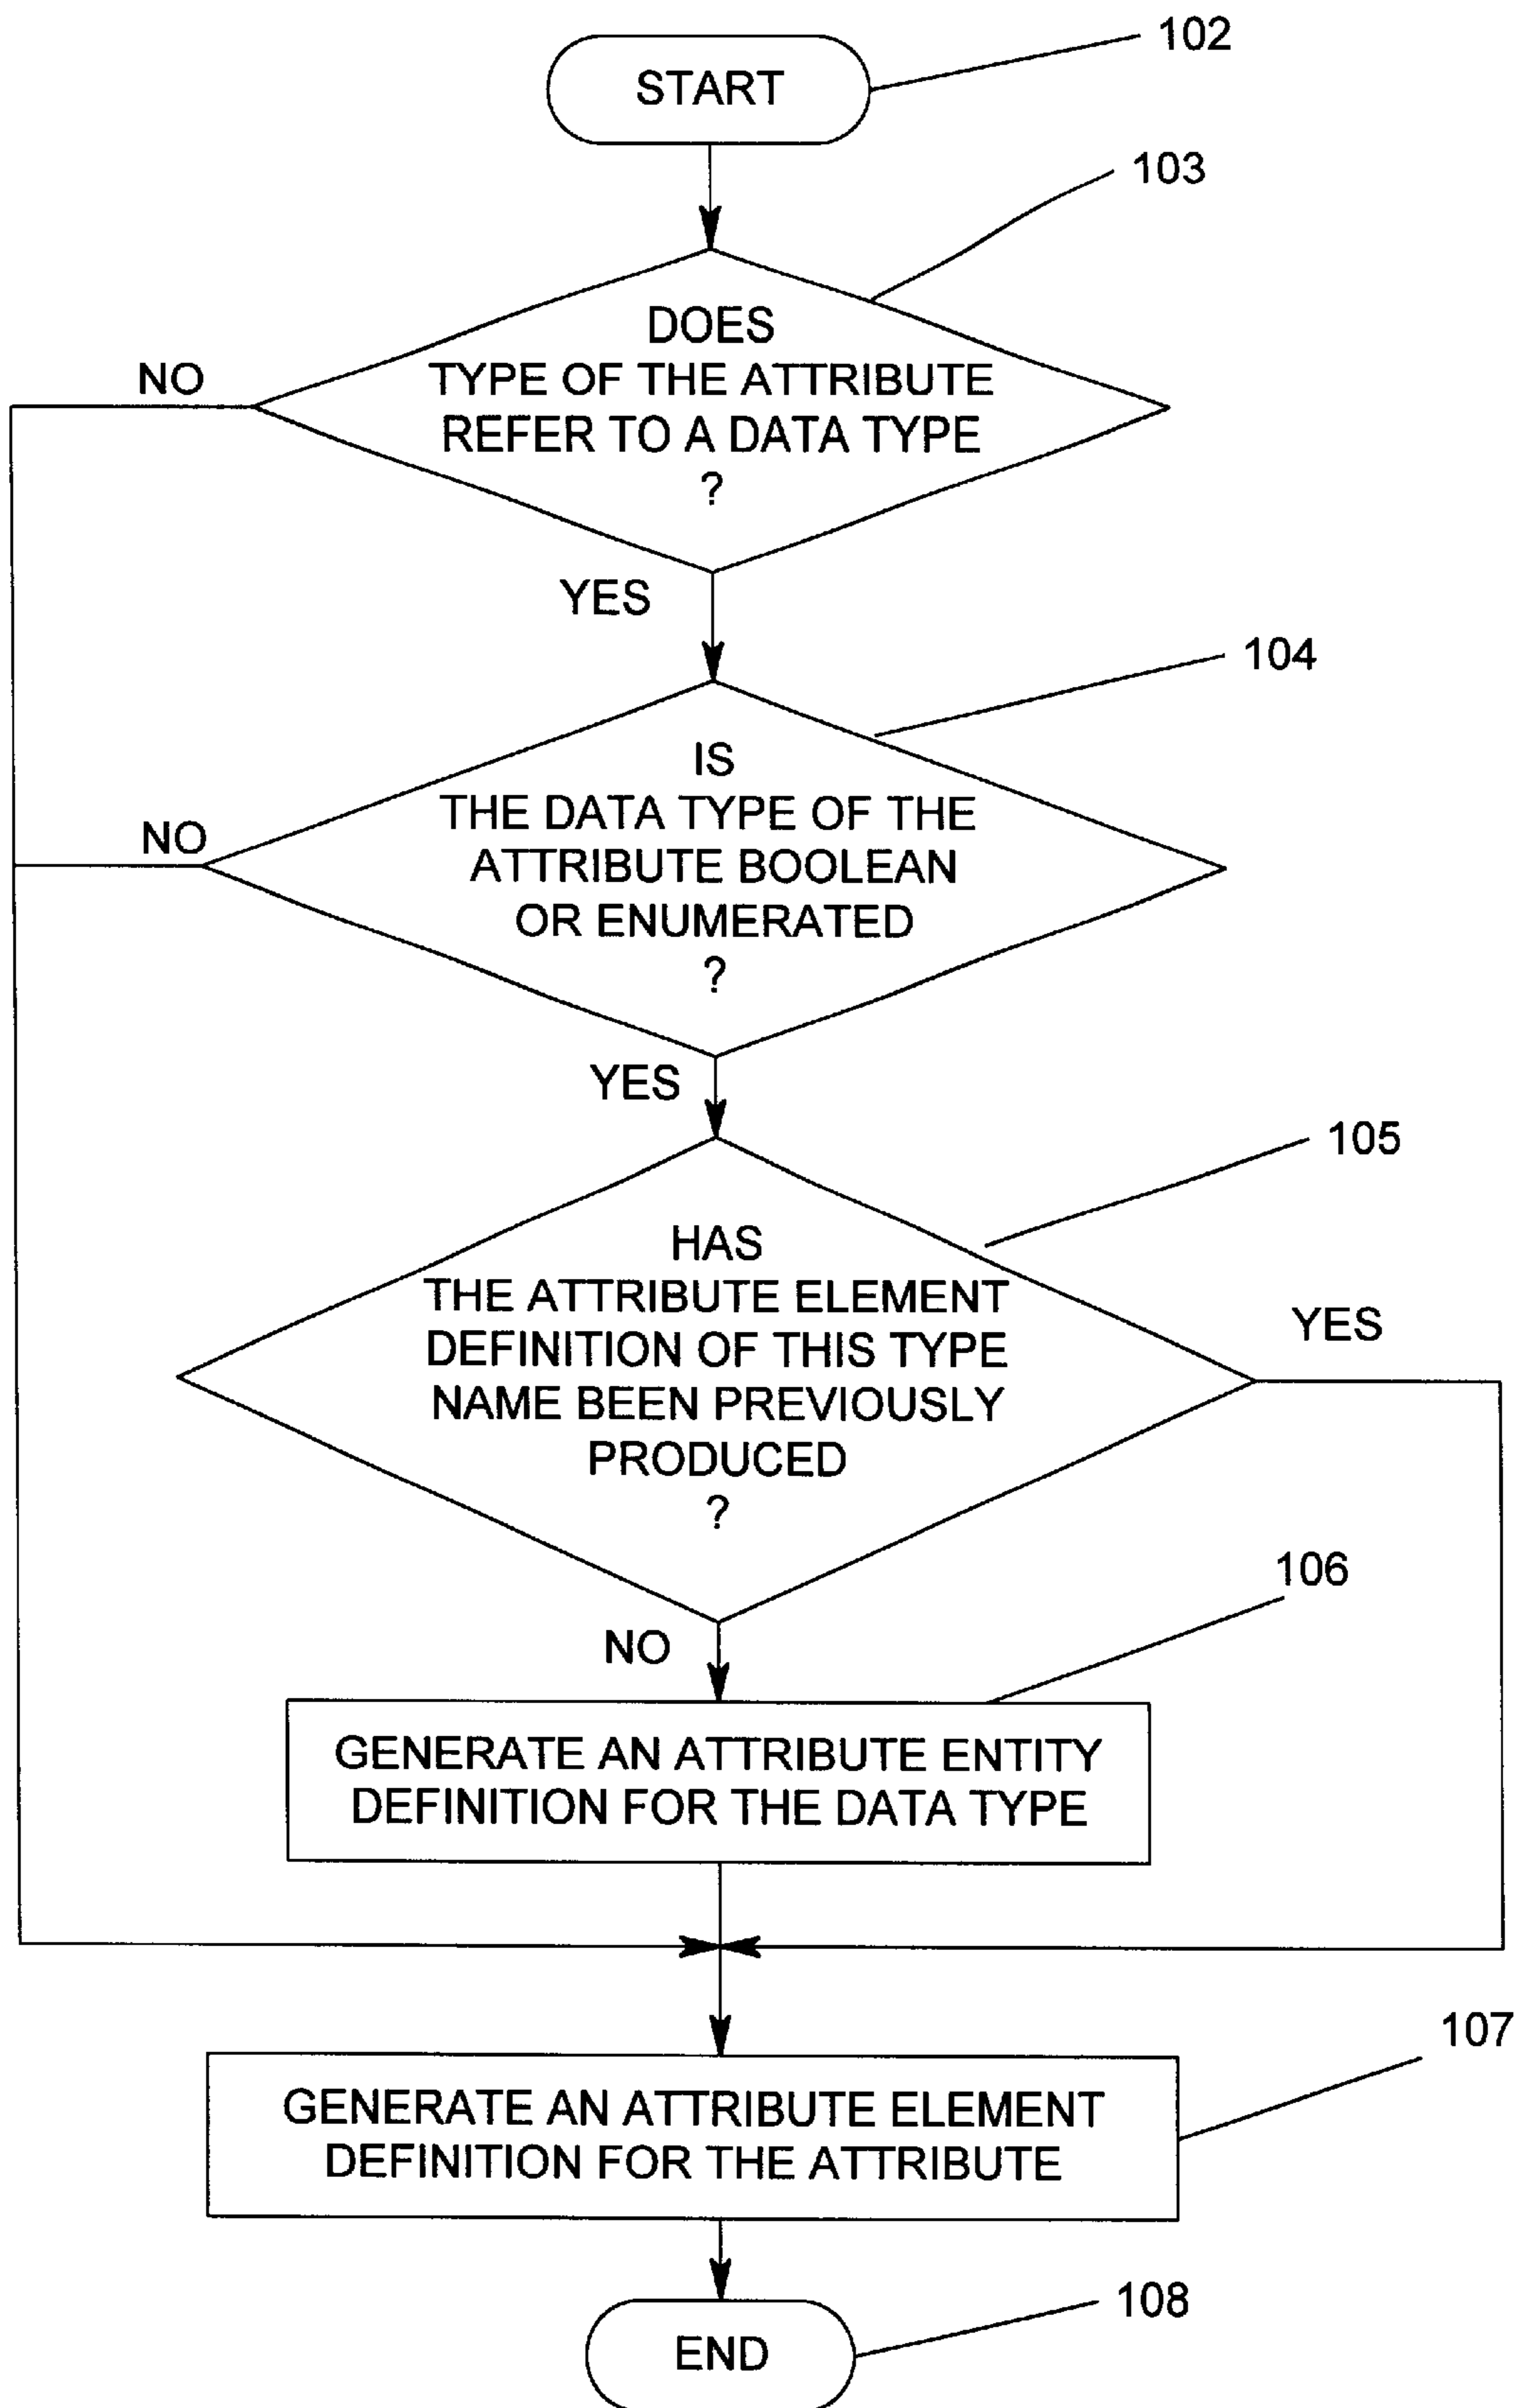 102
START
103
DOES
TYPE OF THE ATTRIBUTE
REFER TO A DATA TYPE
?
NO
YES
104
IS
THE DATA TYPE OF THE
ATTRIBUTE BOOLEAN
OR ENUMERATED
?
NO
YES
105
HAS
THE ATTRIBUTE ELEMENT
DEFINITION OF THIS TYPE
NAME BEEN PREVIOUSLY
PRODUCED
?
YES
NO
106
GENERATE AN ATTRIBUTE ENTITY
DEFINITION FOR THE DATA TYPE
107
GENERATE AN ATTRIBUTE ELEMENT
DEFINITION FOR THE ATTRIBUTE
108
END